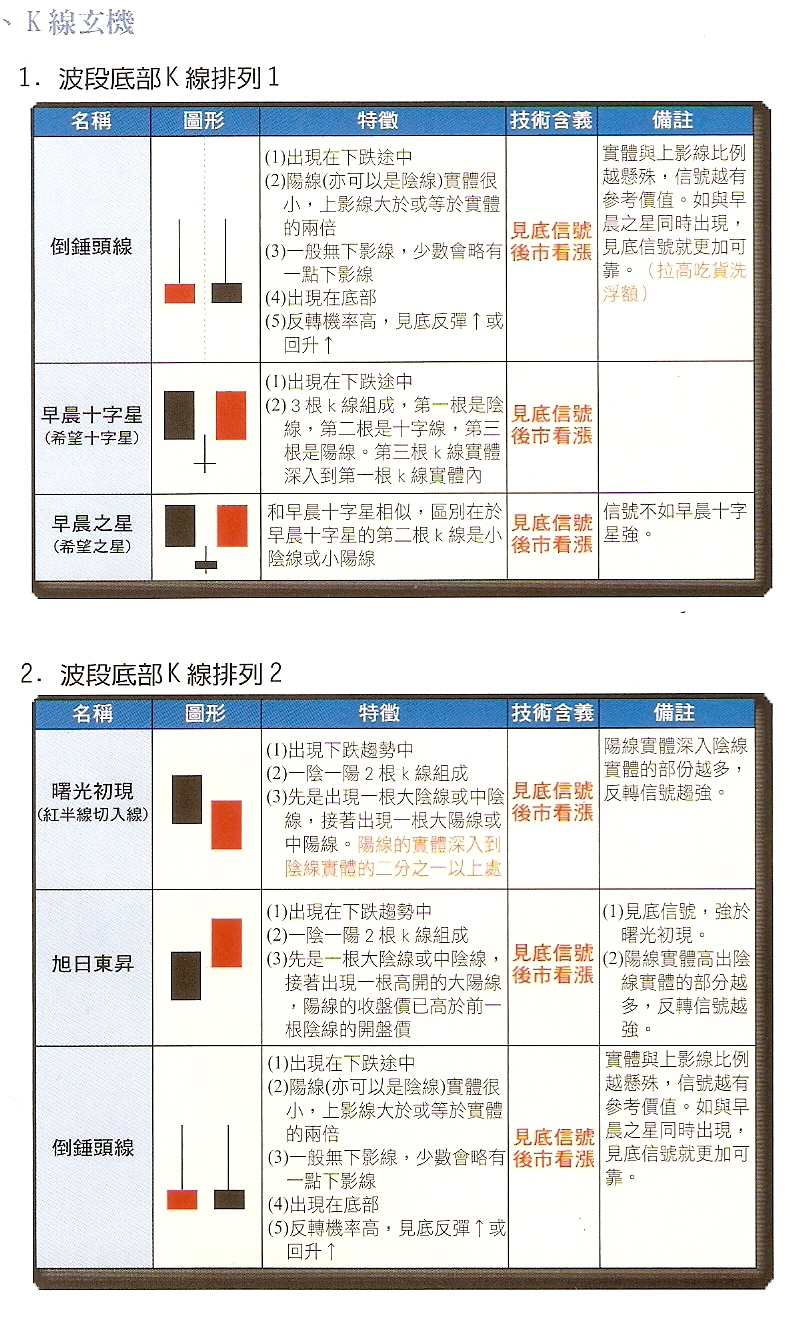 、K線玄機
1. 波段底部K線排列1
名稱 圖形 特徵 技術含義 備註
倒錘頭線
(1)出現在下跌途中
(2)陽線(亦可以是陰線)實體很
小，上影線大於或等於實體
的兩倍
(3)一般無下影線，少數會略有
一點下影線
(4)出現在底部
(5)反轉機率高，見底反彈↑或
回升↑
見底信號
後市看漲
實體與上影線比例
越懸殊，信號越有
參考價值。如與早
晨之星同時出現，
見底信號就更加可
靠。（拉高吃貨洗
浮額）
早晨十字星
(希望十字星)
(1)出現在下跌途中
(2)3根k線組成，第一根是陰
線，第二根是十字線，第三
根是陽線。第三根k線實體
深入到第一根k線實體內
見底信號
後市看漲
早晨之星
(希望之星)
和早晨十字星相似，區別在於
早晨十字星的第二根k線是小
陰線或小陽線
見底信號
後市看漲
信號不如早晨十字
星強。
2. 波段底部K線排列2
名稱 圖形 特徵 技術含義 備註
曙光初現
(紅半線切入線)
(1)出現下跌趨勢中
(2)一陰一陽2根k線組成
(3)先是出現一根大陰線或中陰
線，接著出現一根大陽線或
中陽線。陽線的實體深入到
陰線實體的二分之一以上處
見底信號
後市看漲
陽線實體深入陰線
實體的部份越多，
反轉信號趨強。
旭日東昇
(1)出現在下跌趨勢中
(2)一陰一陽2根k線組成
(3)先是一根大陰線或中陰線，
接著出現一根高開的大陽線
，陽線的收盤價已高於前一
根陰線的開盤價
見底信號
後市看漲
(1)見底信號，強於
曙光初現。
(2)陽線實體高出陰
線實體的部分越
多，反轉信號越
強。
倒錘頭線
(1)出現在下跌途中
(2)陽線(亦可以是陰線)實體很
小，上影線大於或等於實體
的兩倍
(3)一般無下影線，少數會略有
一點下影線
(4)出現在底部
(5)反轉機率高，見底反彈↑或
回升↑
見底信號
後市看漲
實體與上影線比例
越懸殊，信號越有
參考價值。如與早
晨之星同時出現，
見底信號就更加可
靠。